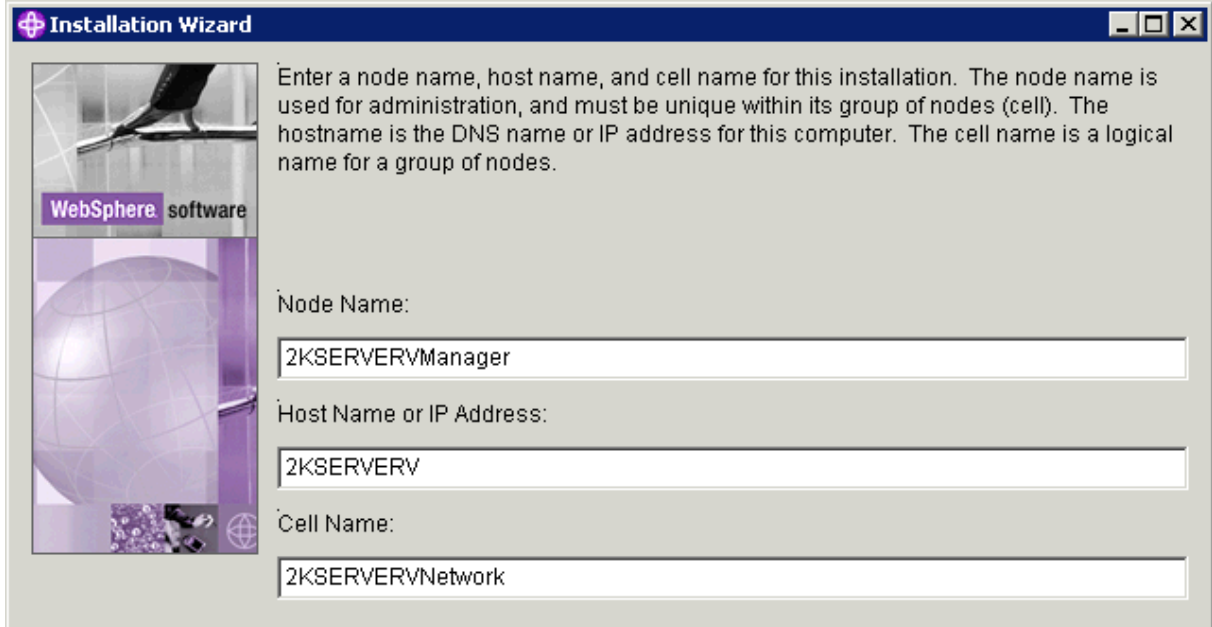 Installation Wizard
Enter a node name, host name, and cell name for this installation. The node name is
used for administration, and must be unique within its group of nodes (cell). The
hostname is the DNS name or IP address for this computer. The cell name is a logical
name for a group of nodes.
WebSphere software
Node Name:
2KSERVERVManager
Host Name or IP Address:
2KSERVERV
Cell Name:
2KSERVERVNetwork